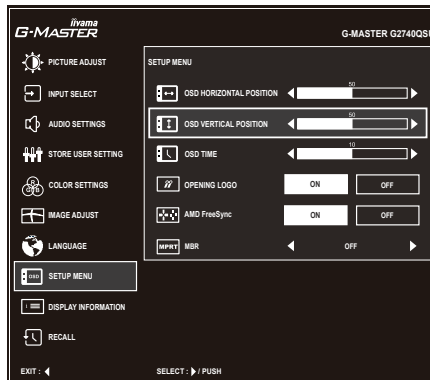 iiyama
G-MASTER
G-MASTER G2740QSU
PICTURE ADJUST
INPUT SELECT
AUDIO SETTINGS
STORE USER SETTING
COLOR SETTINGS
IMAGE ADJUST
LANGUAGE
OSD SETUP MENU
DISPLAY INFORMATION
RECALL
SETUP MENU
OSD HORIZONTAL POSITION 50
OSD VERTICAL POSITION 50
OSD TIME 10
OPENING LOGO ON OFF
AMD FreeSync ON OFF
MPRT MBR OFF
EXIT : SELECT : / PUSH